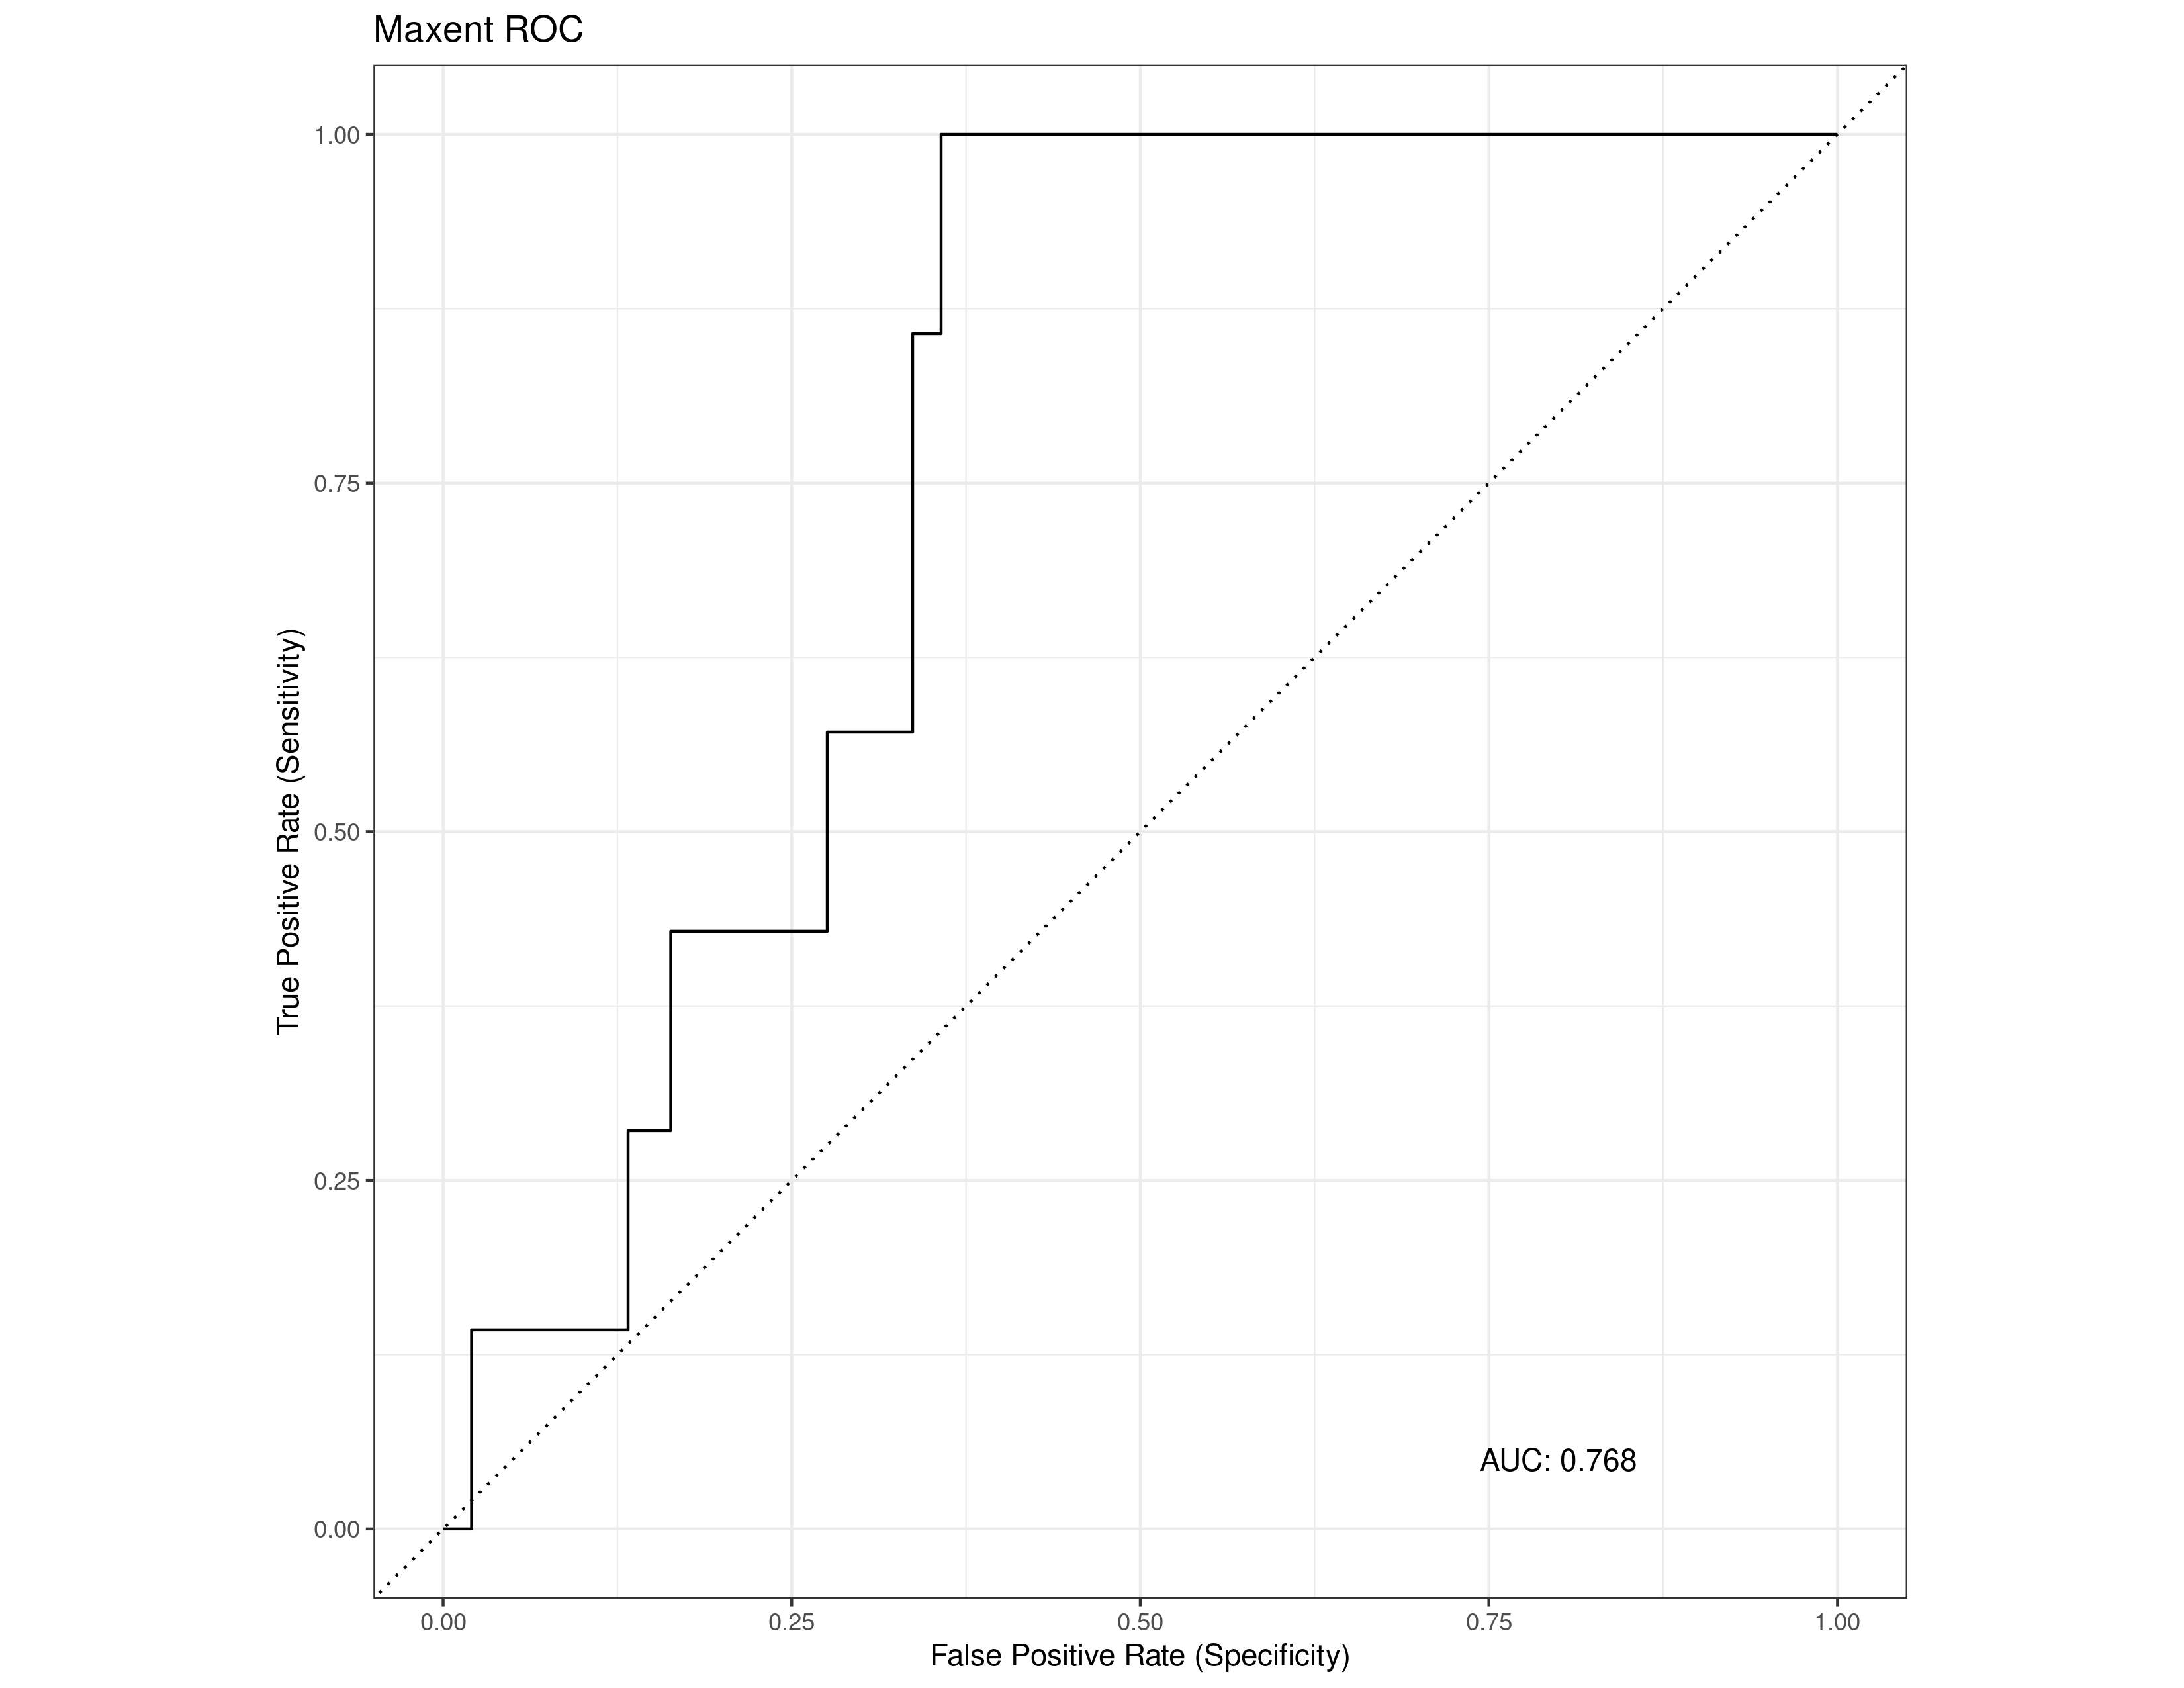 Maxent ROC
1.00
0.75
0.50
0.25
0.00
True Positive Rate (Sensitivity)
AUC: 0.768
0.00 0.25 0.50 0.75 1.00
False Positive Rate (Specificity)